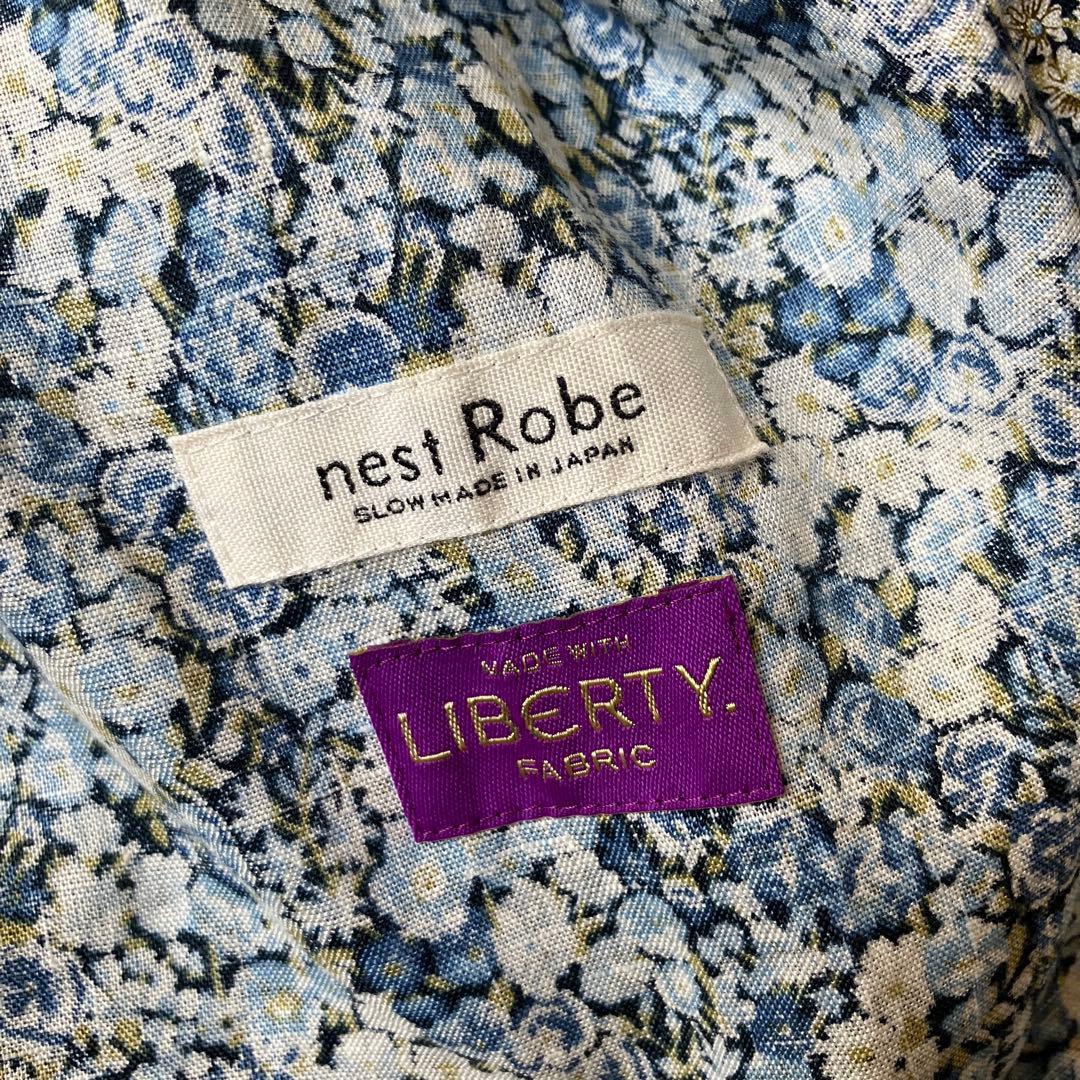 nest Robe
SLOW MADE IN JAPAN
MADE WITH
LIBERTY.
FABRIC